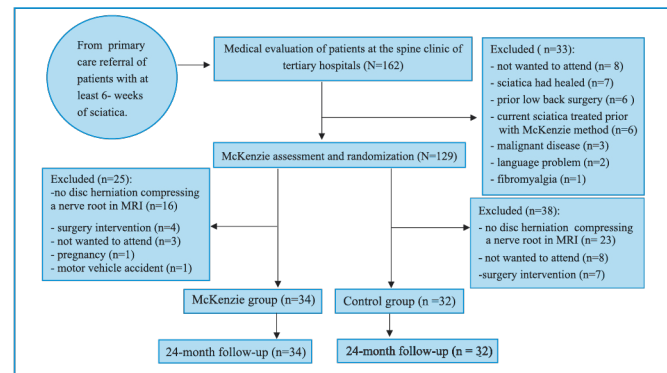 From primary
care referral of
patients with at
least 6- weeks
of sciatica.
Medical evaluation of patients at the spine clinic of
tertiary hospitals (N=162)
Excluded ( n=33)
- not wanted to attend (n= 8)
- sciatica had healed (n=7)
- prior low back surgery (n=6 )
- current sciatica treated prior
with McKenzie method (n=6)
- malignant disease (n=3)
- language problem (n=2)
- fibromyalgia (n=1)
McKenzie assessment and randomization (N=129)
Excluded (n=25):
-no disc herniation compressing
a nerve root in MRI (n=16)
- surgery intervention (n=4)
- not wanted to attend (n=3)
- pregnancy (n=1)
- motor vehicle accident (n=1)
Excluded (n=38):
- no disc herniation compressing
a nerve root in MRI (n= 23)
- not wanted to attend (n=8)
-surgery intervention (n=7)
McKenzie group (n=34)
Control group (n =32)
24-month follow-up (n=34)
24-month follow-up (n = 32)